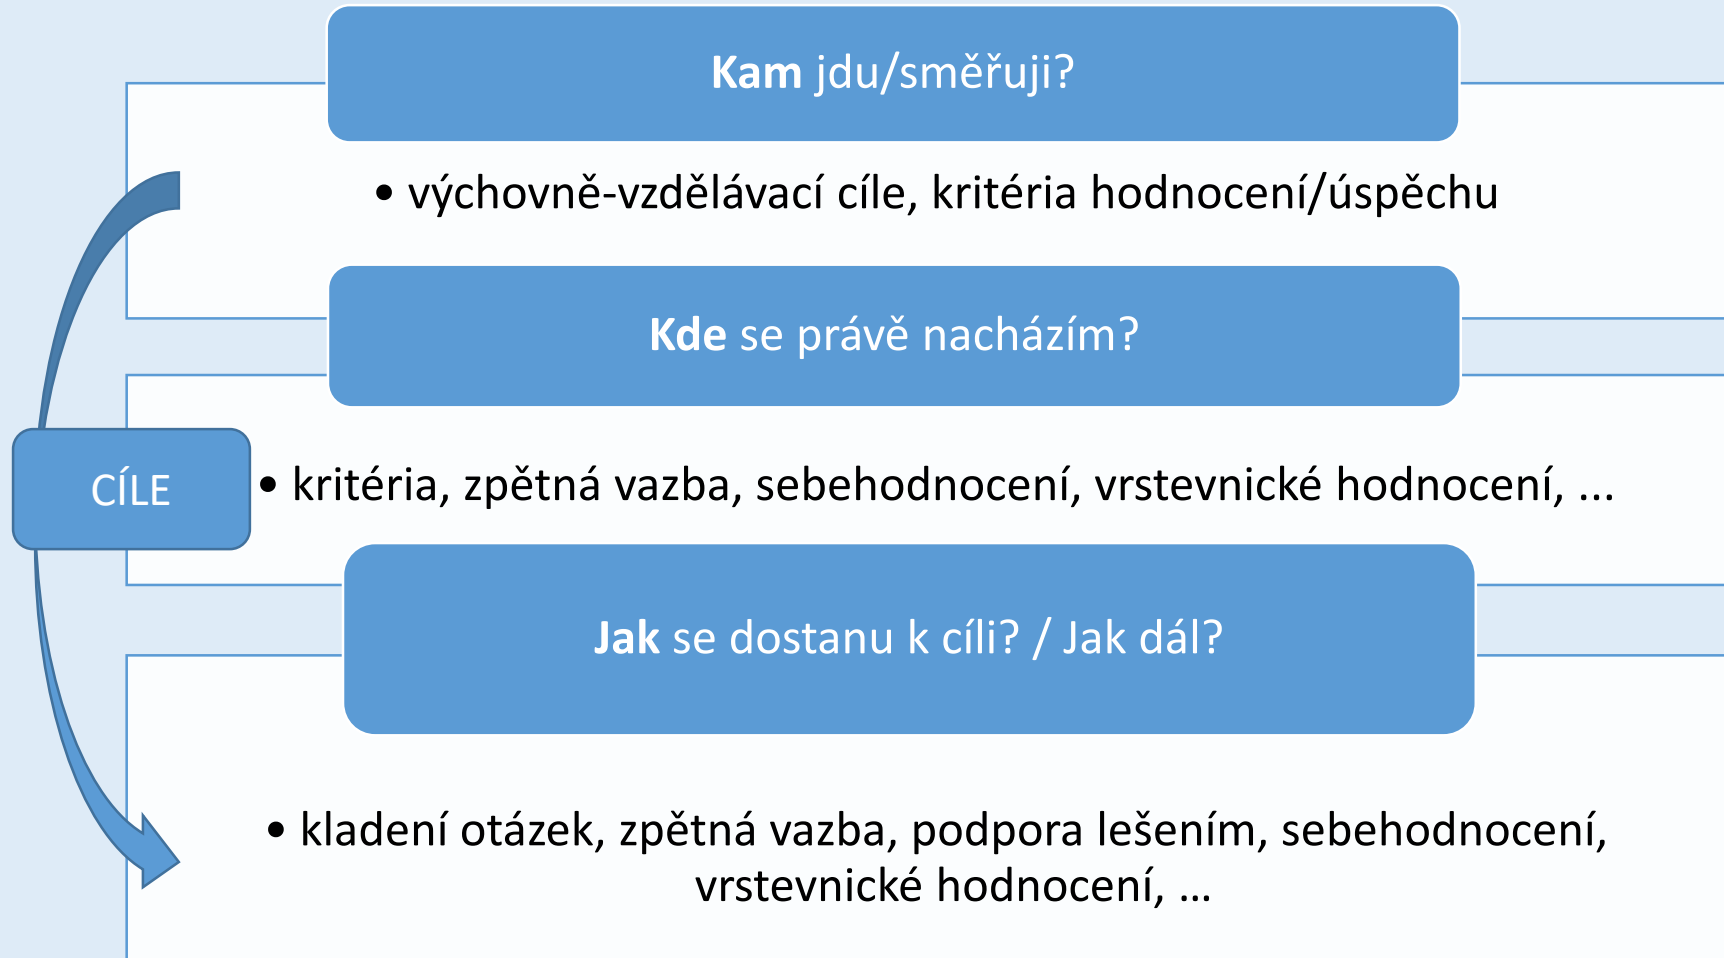 Kam jdu/směřuji?
• výchovně-vzdělávací cíle, kritéria hodnocení/úspěchu
Kde se právě nacházím?
CÍLE
• kritéria, zpětná vazba, sebehodnocení, vrstevnické hodnocení, ...
Jak se dostanu k cíli? / Jak dál?
• kladení otázek, zpětná vazba, podpora lešením, sebehodnocení,
vrstevnické hodnocení, …